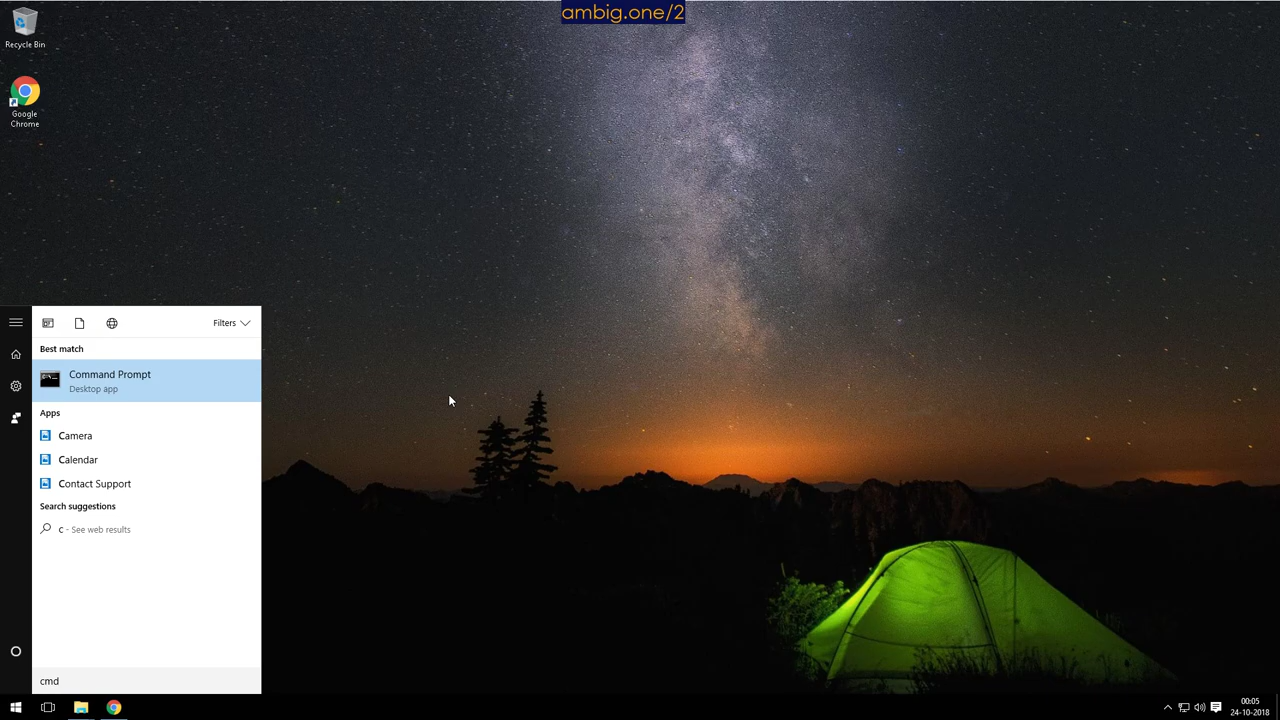 ambig.one/2
Recycle Bin
Google
Chrome
Filters
Best match
Command Prompt
Desktop app
Apps
Camera
Calendar
Contact Support
Search suggestions
c - See web results
cmd
00:05
24-10-2018